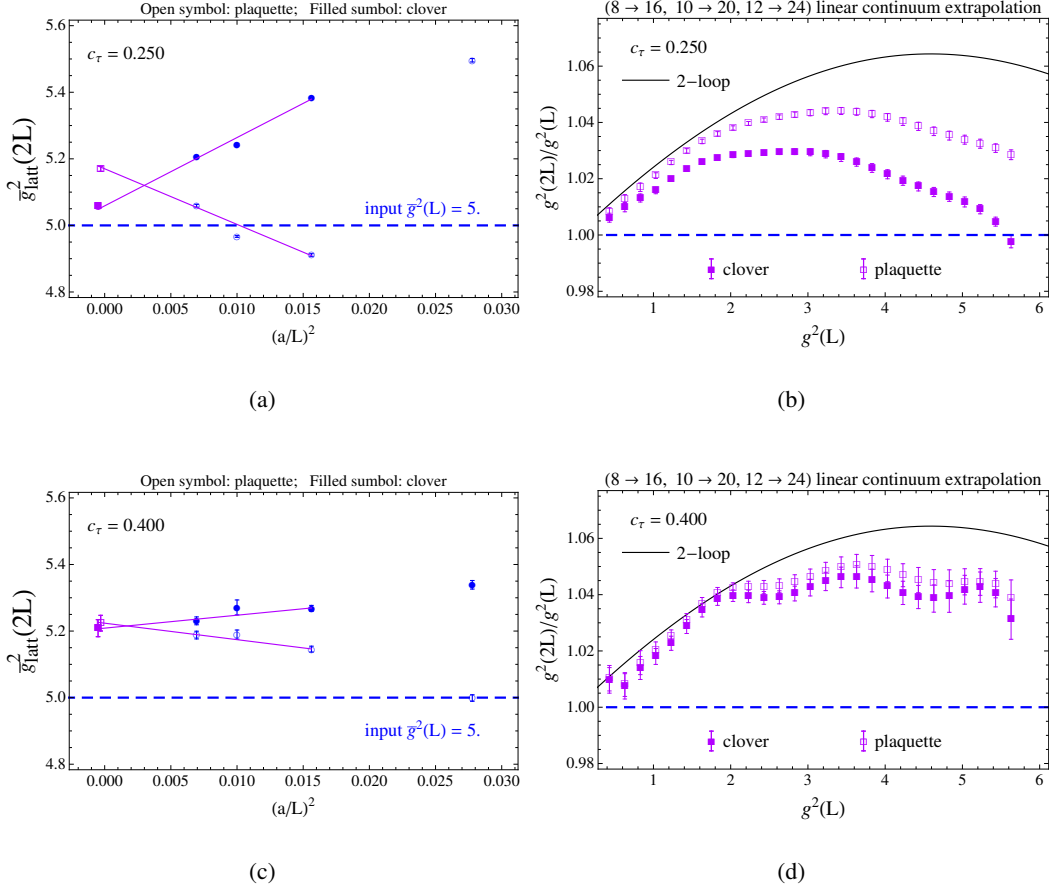 Open symbol: plaquette; Filled sumbol: clover
c_τ = 0.250
input g̅²(L) = 5.
g̅²_latt(2L)
5.6
5.4
5.2
5.0
4.8
0.000 0.005 0.010 0.015 0.020 0.025 0.030
(a/L)²
(a)
(8 → 16, 10 → 20, 12 → 24) linear continuum extrapolation
c_τ = 0.250
2−loop
clover plaquette
g²(2L)/g²(L)
1.06
1.04
1.02
1.00
0.98
1 2 3 4 5 6
g²(L)
(b)
Open symbol: plaquette; Filled sumbol: clover
c_τ = 0.400
input g̅²(L) = 5.
g̅²_latt(2L)
5.6
5.4
5.2
5.0
4.8
0.000 0.005 0.010 0.015 0.020 0.025 0.030
(a/L)²
(c)
(8 → 16, 10 → 20, 12 → 24) linear continuum extrapolation
c_τ = 0.400
2−loop
clover plaquette
g²(2L)/g²(L)
1.06
1.04
1.02
1.00
0.98
1 2 3 4 5 6
g²(L)
(d)